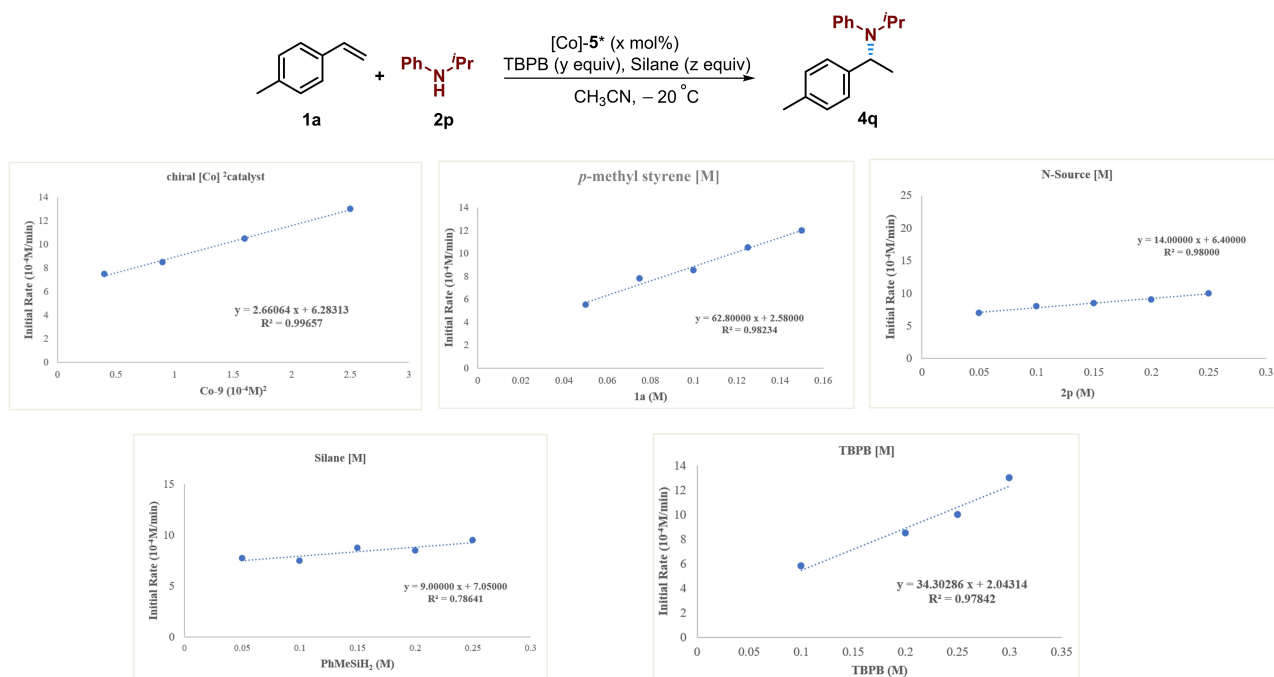 [Co]-5* (x mol%)
TBPB (y equiv), Silane (z equiv)
CH₃CN, – 20 °C
Ph
N
H
ⁱPr
+
1a
2p
Ph
N
ⁱPr
4q
chiral [Co] ²catalyst
Initial Rate (10⁻⁴M/min)
14
12
10
8
6
4
2
0
y = 2.66064 x + 6.28313
R² = 0.99657
0 0.5 1 1.5 2 2.5 3
Co-9 (10⁻⁴M)²
p-methyl styrene [M]
Initial Rate (10⁻⁴M/min)
14
12
10
8
6
4
2
0
y = 62.80000 x + 2.58000
R² = 0.98234
0 0.02 0.04 0.06 0.08 0.1 0.12 0.14 0.16
1a (M)
N-Source [M]
Initial Rate (10⁻⁴M/min)
25
20
15
10
5
0
y = 14.00000 x + 6.40000
R² = 0.98000
0 0.05 0.1 0.15 0.2 0.25 0.3
2p (M)
Silane [M]
Initial Rate (10⁻⁴M/min)
15
10
5
0
y = 9.00000 x + 7.05000
R² = 0.78641
0 0.05 0.1 0.15 0.2 0.25 0.3
PhMeSiH₂ (M)
TBPB [M]
Initial Rate (10⁻⁴M/min)
14
12
10
8
6
4
2
0
y = 34.30286 x + 2.04314
R² = 0.97842
0 0.05 0.1 0.15 0.2 0.25 0.3 0.35
TBPB (M)